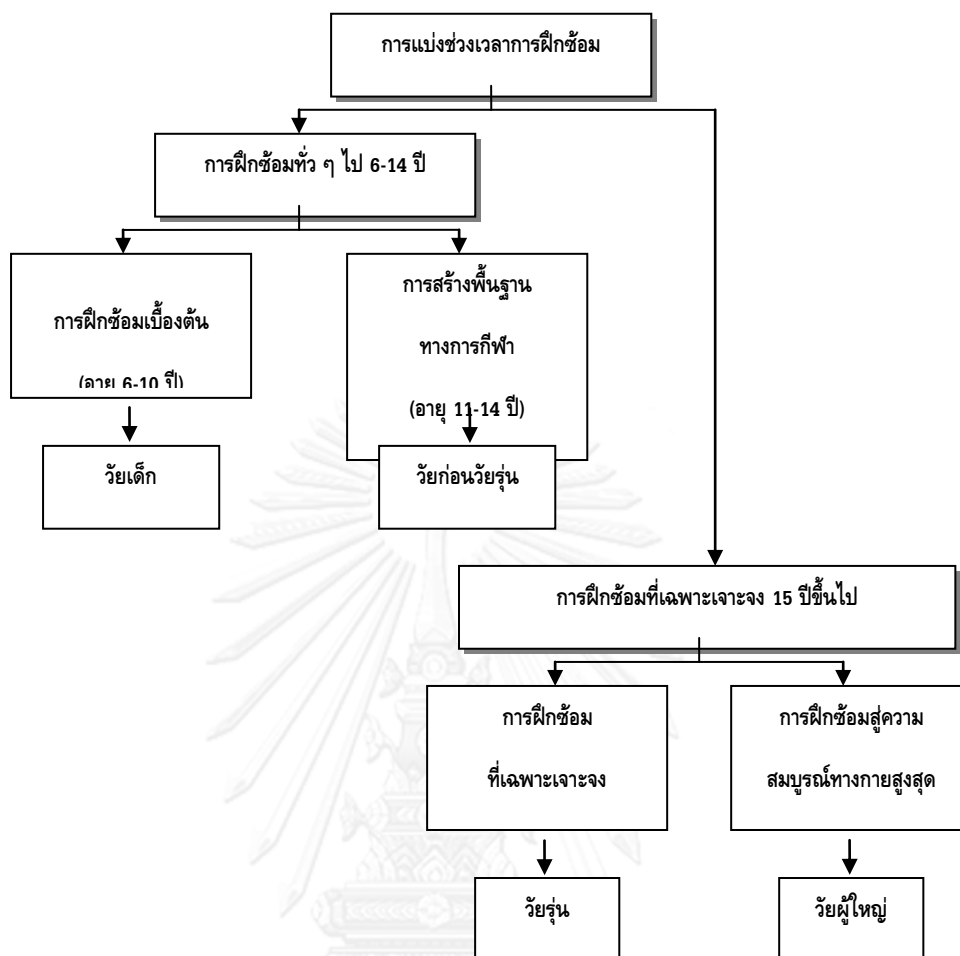 การแบ่งช่วงเวลาการฝึกซ้อม
การฝึกซ้อมทั่ว ๆ ไป 6-14 ปี
การฝึกซ้อมเบื้องต้น
(อายุ 6-10 ปี)
การสร้างพื้นฐาน
ทางการกีฬา
(อายุ 11-14 ปี)
วัยเด็ก
วัยก่อนวัยรุ่น
การฝึกซ้อมที่เฉพาะเจาะจง 15 ปีขึ้นไป
การฝึกซ้อม
ที่เฉพาะเจาะจง
การฝึกซ้อมสู่ความ
สมบูรณ์ทางกายสูงสุด
วัยรุ่น
วัยผู้ใหญ่